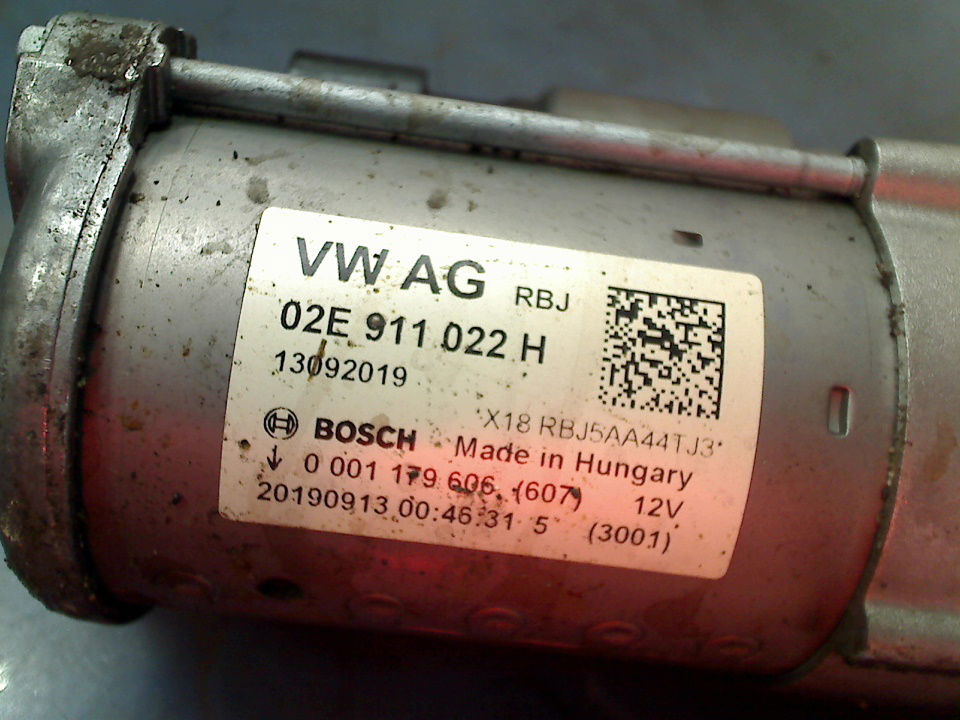 VW AG RBJ
02E 911 022 H
13092019
*X18 RBJ5AA44TJ3*
BOSCH Made in Hungary
0 001 179 606 (607) 12V
20190913 00:46:31 5 (3001)